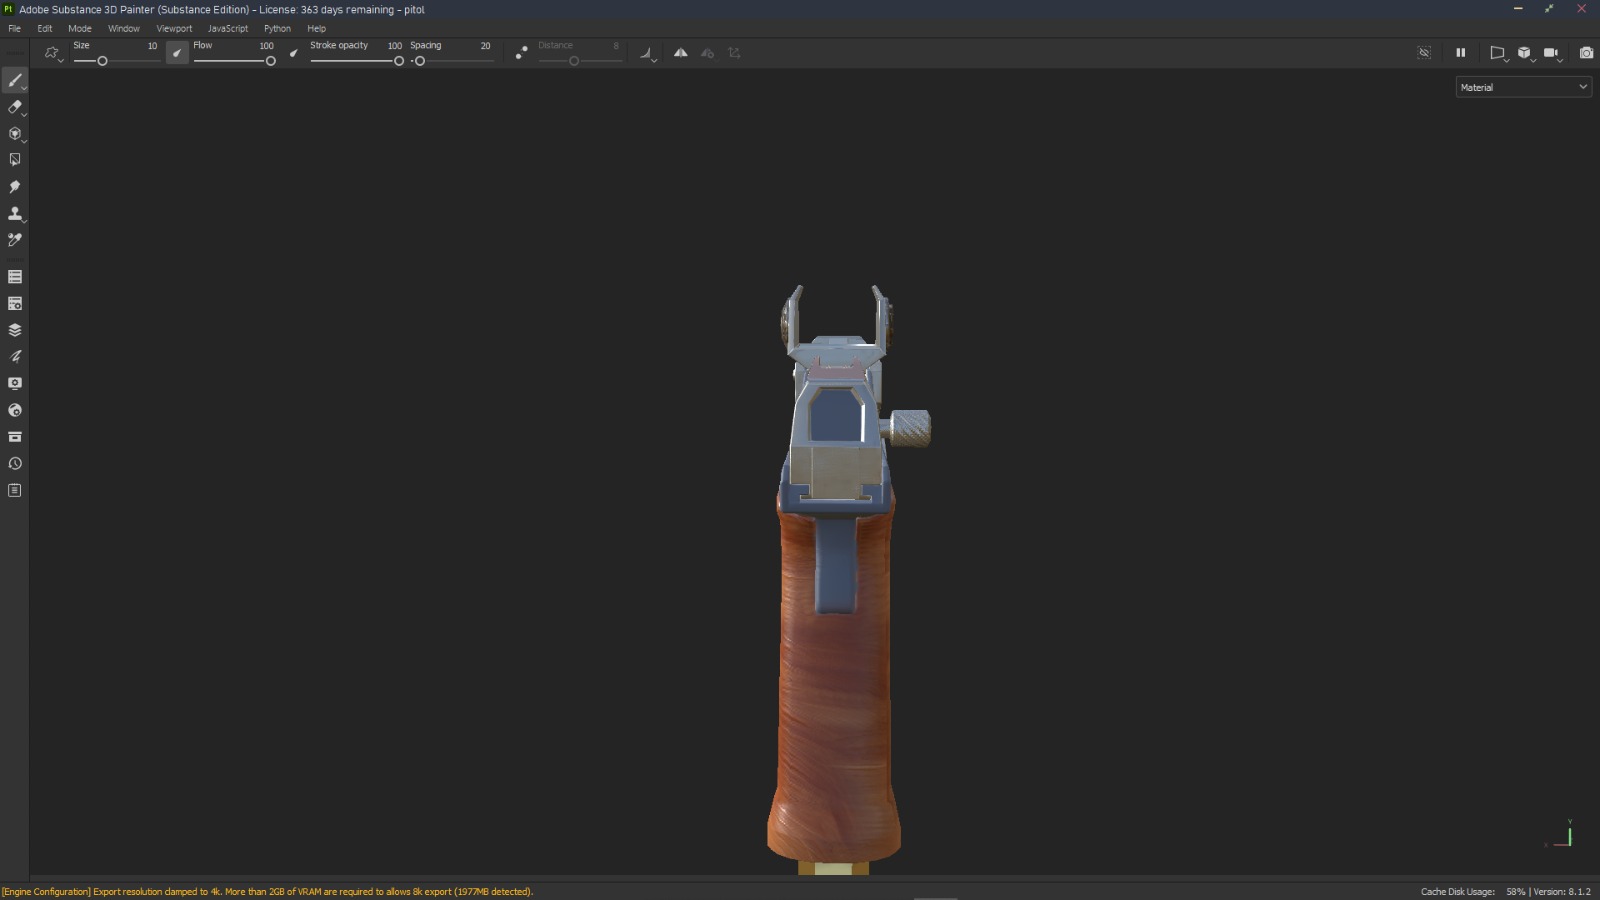 Pt Adobe Substance 3D Painter (Substance Edition) - License: 363 days remaining - pitol
File Edit Mode Window Viewport JavaScript Python Help
Size 10 Flow 100 Stroke opacity 100 Spacing 20 Distance 8
Material
Y
X
[Engine Configuration] Export resolution clamped to 4k. More than 2GB of VRAM are required to allows 8k export (1977MB detected).
Cache Disk Usage: 58% | Version: 8.1.2